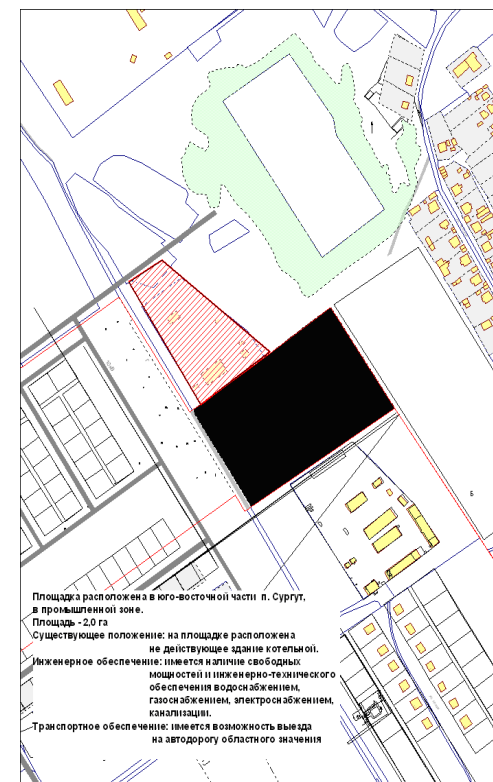 Площадка расположена в юго-восточной части п. Сургут,
в промышленной зоне.
Площадь - 2,0 га
Существующее положение: на площадке расположена
не действующее здание котельной.
Инженерное обеспечение: имеется наличие свободных
мощностей и инженерно-технического
обеспечения водоснабжением,
газоснабжением, электроснабжением,
канализации.
Транспортное обеспечение: имеется возможность выезда
на автодорогу областного значения